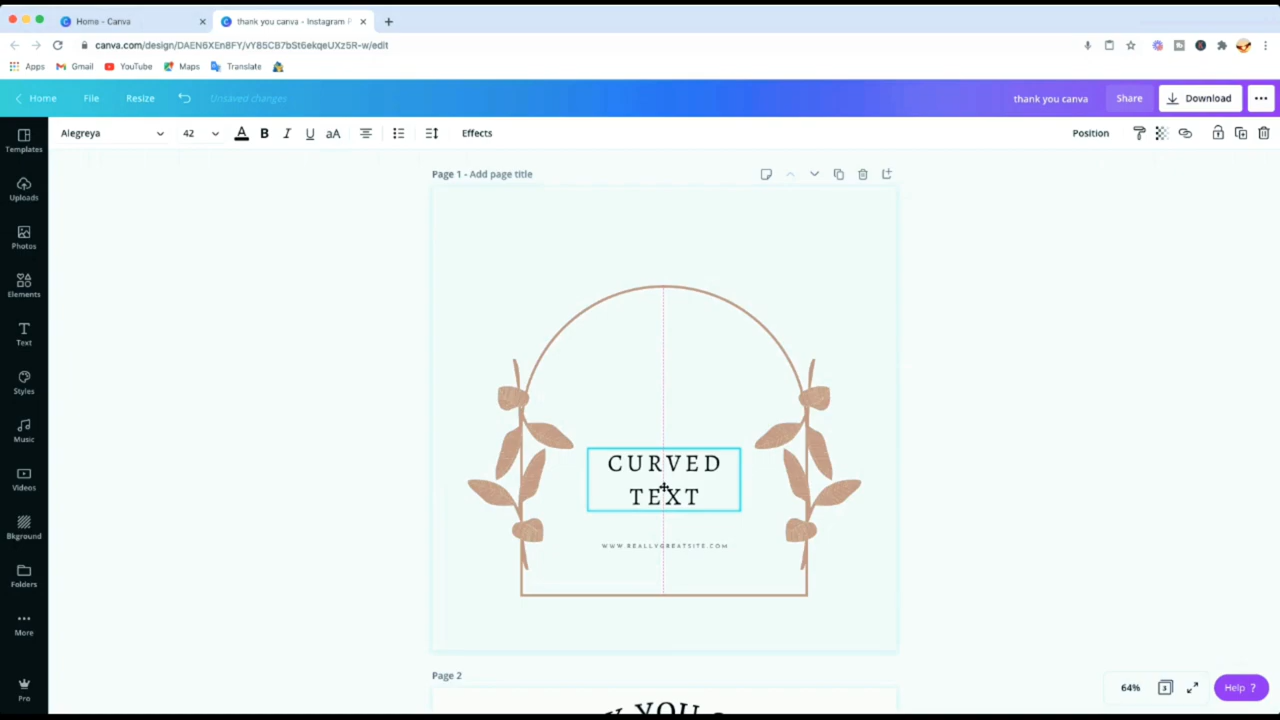 Home - Canva
thank you canva - Instagram P
canva.com/design/DAEN6XEn8FY/vY85CB7bSt6ekqeUXz5R-w/edit
Apps Gmail YouTube Maps Translate
Home File Resize Unsaved changes thank you canva Share Download
Alegreya 42 A B I U aA Effects Position
Templates
Uploads
Photos
Elements
Text
Styles
Music
Videos
Bkground
Folders
More
Pro
Page 1 - Add page title
CURVED
TEXT
WWW.REALLYGREATSITE.COM
Page 2
YOU
64% 3 Help ?